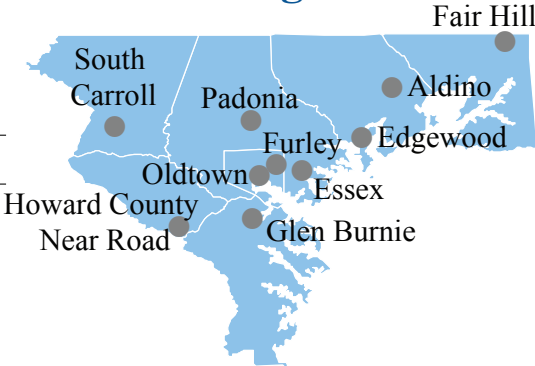 Fair Hill
South
Carroll
Aldino
Padonia
Edgewood
Furley
Oldtown
Essex
Howard County
Near Road
Glen Burnie